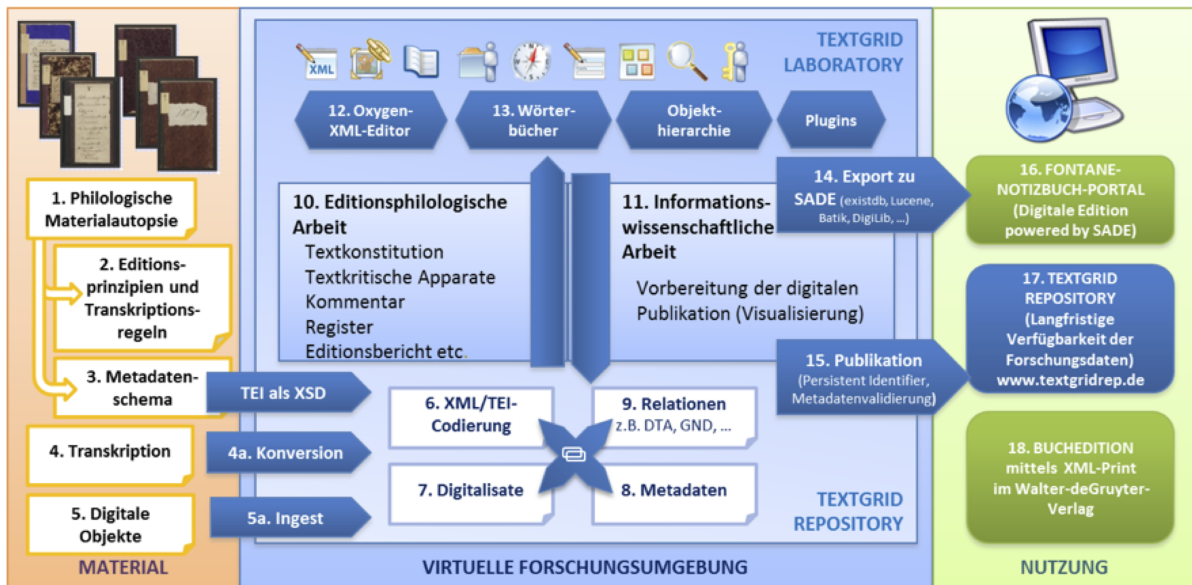 1. Philologische
Materialautopsie
2. Editions-
prinzipien und
Transkriptions-
regeln
3. Metadaten-
schema
4. Transkription
5. Digitale
Objekte
MATERIAL
TEI als XSD
4a. Konversion
5a. Ingest
TEXTGRID
LABORATORY
XML
12. Oxygen-
XML-Editor
13. Wörter-
bücher
Objekt-
hierarchie
Plugins
10. Editionsphilologische
Arbeit
Textkonstitution
Textkritische Apparate
Kommentar
Register
Editionsbericht etc.
11. Informations-
wissenschaftliche
Arbeit
Vorbereitung der digitalen
Publikation (Visualisierung)
6. XML/TEI-
Codierung
9. Relationen
z.B. DTA, GND, ...
7. Digitalisate
8. Metadaten
TEXTGRID
REPOSITORY
VIRTUELLE FORSCHUNGSUMGEBUNG
14. Export zu
SADE (existdb, Lucene,
Batik, DigiLib, ...)
15. Publikation
(Persistent Identifier,
Metadatenvalidierung)
16. FONTANE-
NOTIZBUCH-PORTAL
(Digitale Edition
powered by SADE)
17. TEXTGRID
REPOSITORY
(Langfristige
Verfügbarkeit der
Forschungsdaten)
www.textgridrep.de
18. BUCHEDITION
mittels XML-Print
im Walter-deGruyter-
Verlag
NUTZUNG